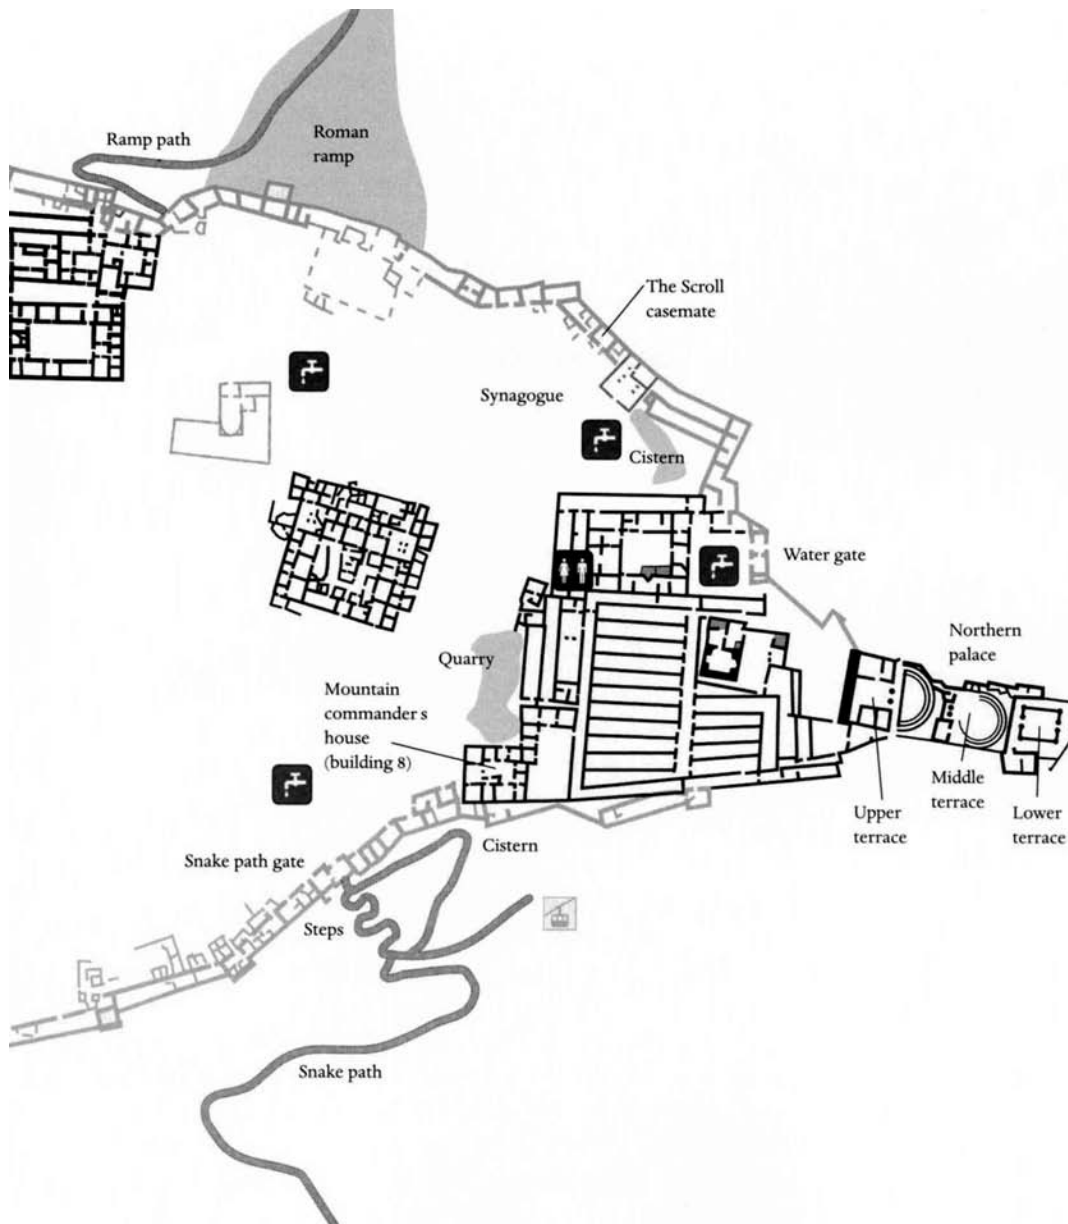 Ramp path
Roman
ramp
The Scroll
casemate
Synagogue
Cistern
Water gate
Northern
palace
Quarry
Mountain
commander s
house
(building 8)
Middle
terrace
Upper
terrace
Lower
terrace
Cistern
Snake path gate
Steps
Snake path